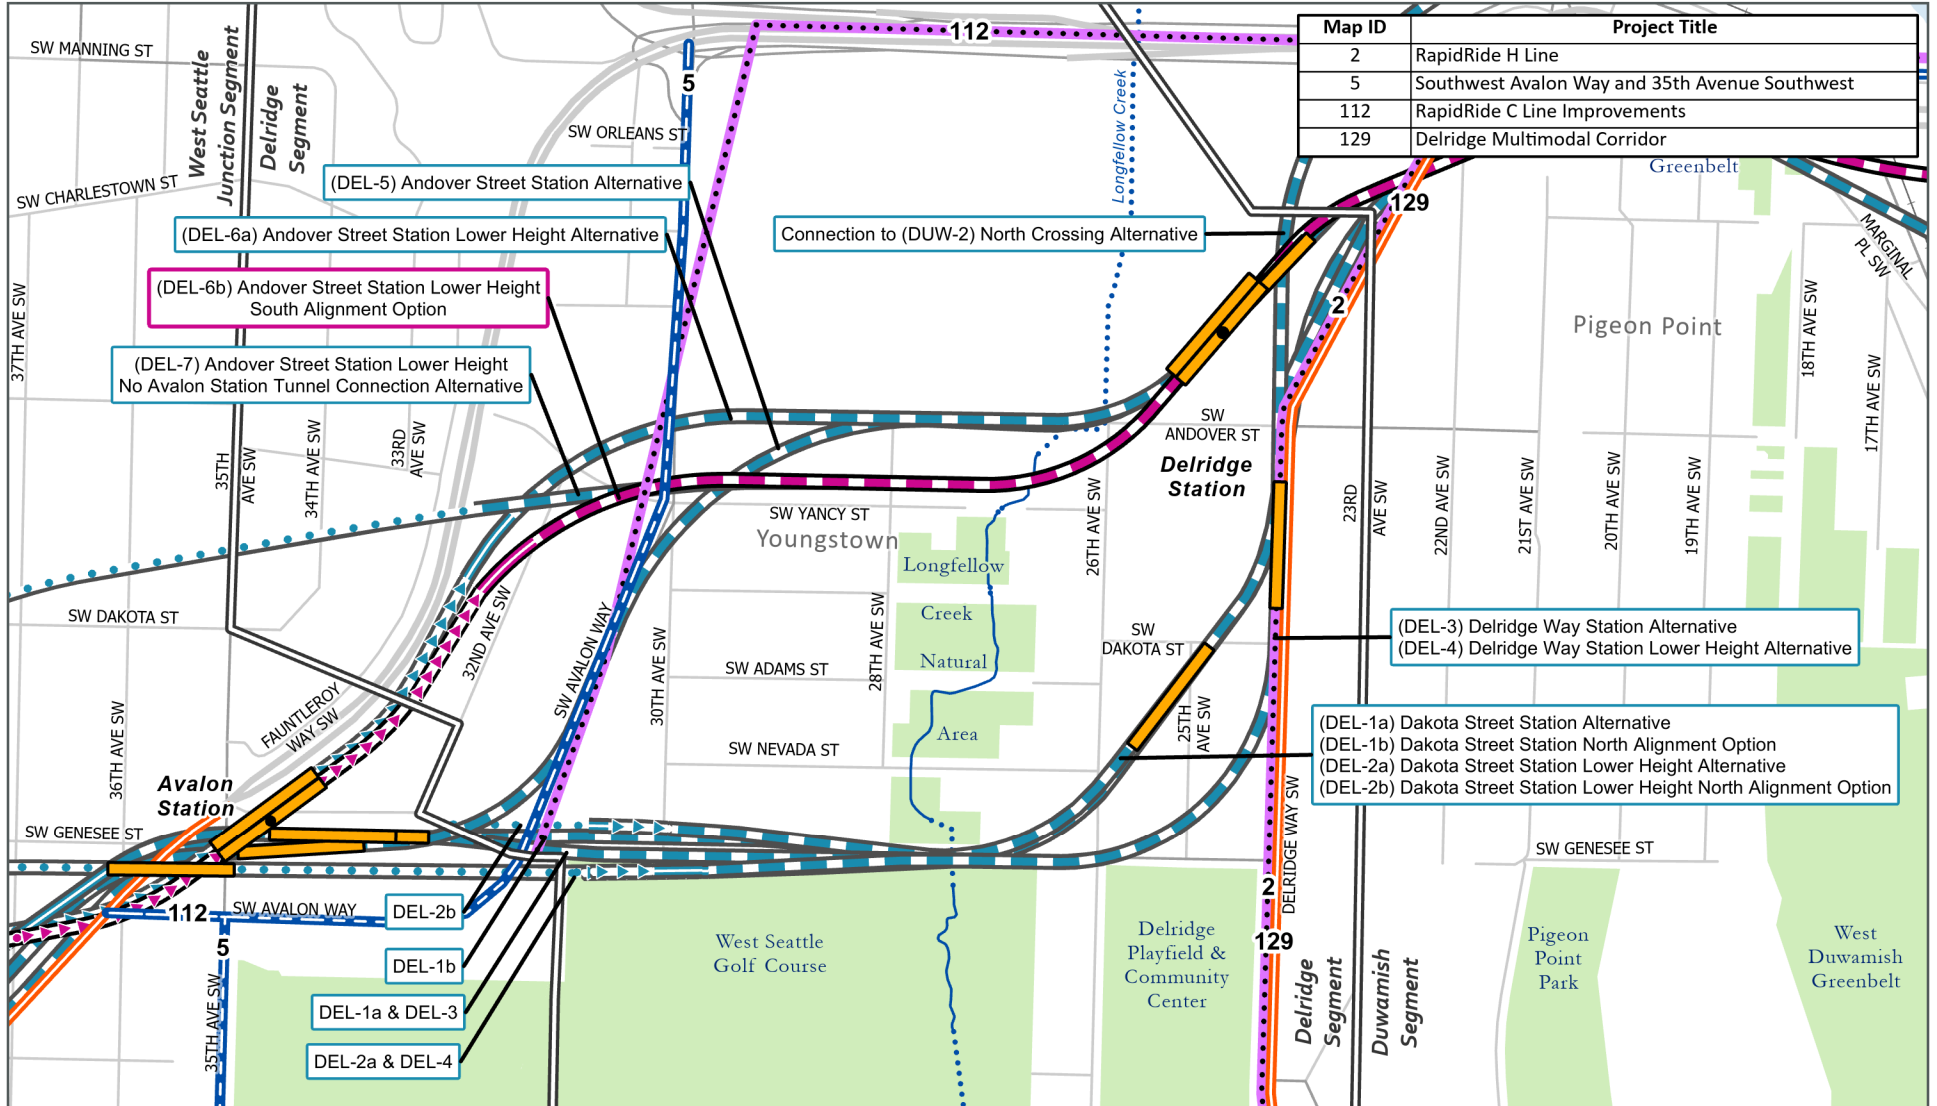 Map ID Project Title
2 RapidRide H Line
5 Southwest Avalon Way and 35th Avenue Southwest
112 RapidRide C Line Improvements
129 Delridge Multimodal Corridor
112
5
SW MANNING ST
West Seattle
Junction Segment
Delridge
Segment
SW ORLEANS ST
Longfellow Creek
Greenbelt
SW CHARLESTOWN ST
(DEL-5) Andover Street Station Alternative
129
(DEL-6a) Andover Street Station Lower Height Alternative
Connection to (DUW-2) North Crossing Alternative
MARGINAL
PL SW
(DEL-6b) Andover Street Station Lower Height
South Alignment Option
2
Pigeon Point
37TH AVE SW
18TH AVE SW
(DEL-7) Andover Street Station Lower Height
No Avalon Station Tunnel Connection Alternative
17TH AVE SW
SW
ANDOVER ST
Delridge
Station
35TH
AVE SW
34TH AVE SW
33RD
AVE SW
26TH AVE SW
23RD
AVE SW
22ND AVE SW
21ST AVE SW
20TH AVE SW
19TH AVE SW
SW YANCY ST
Youngstown
Longfellow
Creek
Natural
Area
SW DAKOTA ST
32ND AVE SW
SW AVALON WAY
30TH AVE SW
28TH AVE SW
SW
DAKOTA ST
(DEL-3) Delridge Way Station Alternative
(DEL-4) Delridge Way Station Lower Height Alternative
SW ADAMS ST
FAUNTLEROY
WAY SW
36TH AVE SW
25TH
AVE SW
SW NEVADA ST
(DEL-1a) Dakota Street Station Alternative
(DEL-1b) Dakota Street Station North Alignment Option
(DEL-2a) Dakota Street Station Lower Height Alternative
(DEL-2b) Dakota Street Station Lower Height North Alignment Option
Avalon
Station
SW GENESEE ST
DELRIDGE WAY SW
SW GENESEE ST
2
112
SW AVALON WAY
DEL-2b
5
129
West Seattle
Golf Course
Delridge
Playfield &
Community
Center
Pigeon
Point
Park
West
Duwamish
Greenbelt
DEL-1b
35TH AVE SW
DEL-1a & DEL-3
Delridge
Segment
Duwamish
Segment
DEL-2a & DEL-4